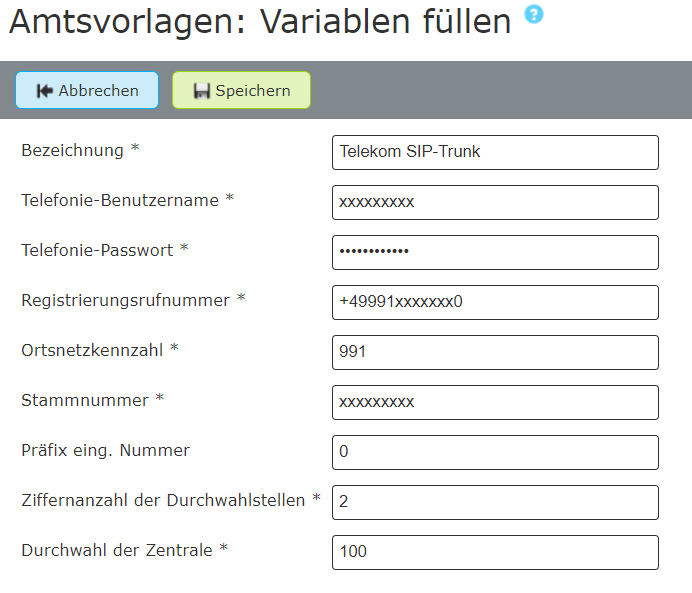 Amtsvorlagen: Variablen füllen ?
Abbrechen Speichern
Bezeichnung * Telekom SIP-Trunk
Telefonie-Benutzername * xxxxxxxxx
Telefonie-Passwort * ••••••••••••
Registrierungsrufnummer * +49991xxxxxxx0
Ortsnetzkennzahl * 991
Stammnummer * xxxxxxxxx
Präfix eing. Nummer 0
Ziffernanzahl der Durchwahlstellen * 2
Durchwahl der Zentrale * 100